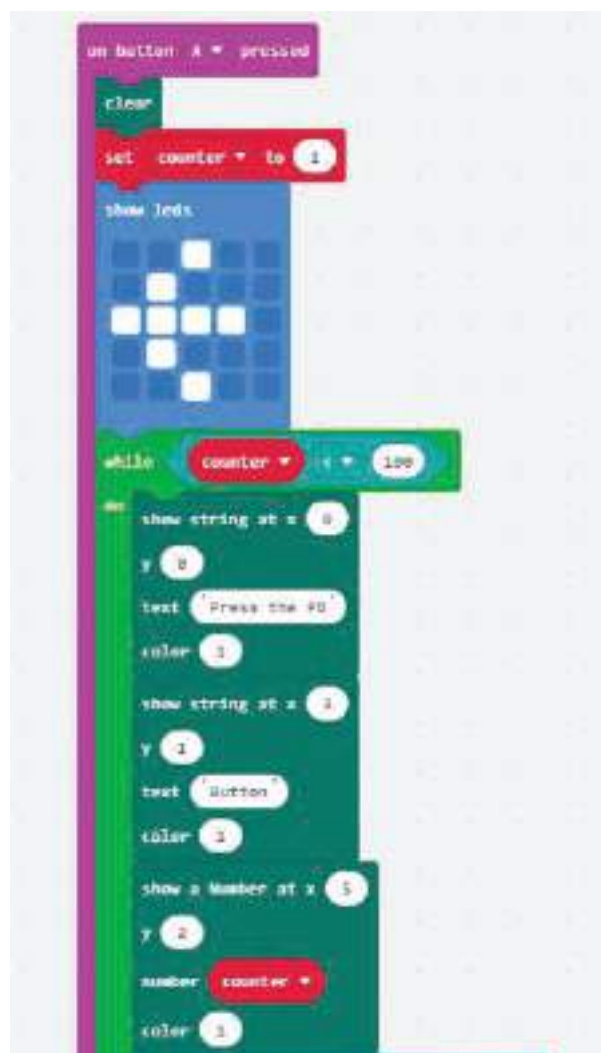 on button A pressed
clear
set counter to 1
show leds
while counter < 100
do
show string at x 0
y 0
text "Press the P0"
color 1
show string at x
y 1
text "Button"
color 1
show a Number at x 5
y 2
number counter
color 1